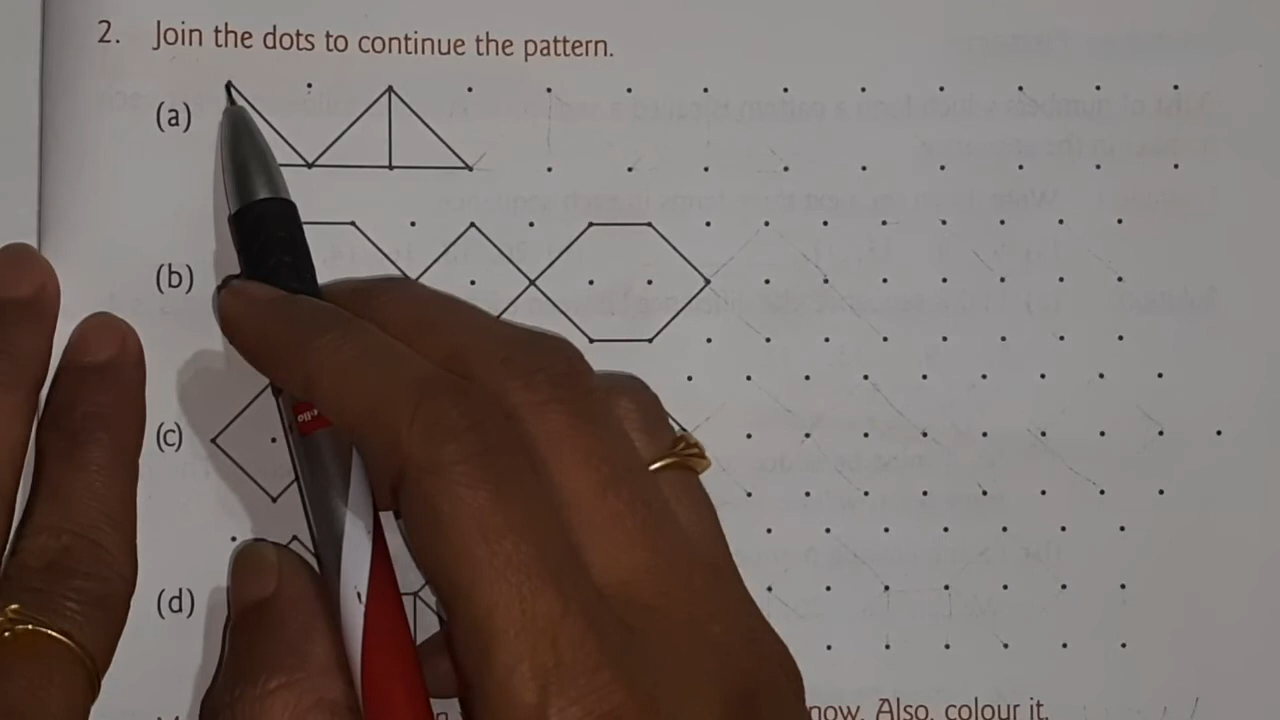 2. Join the dots to continue the pattern.
(a)
(b)
(c)
(d)
now. Also, colour it.